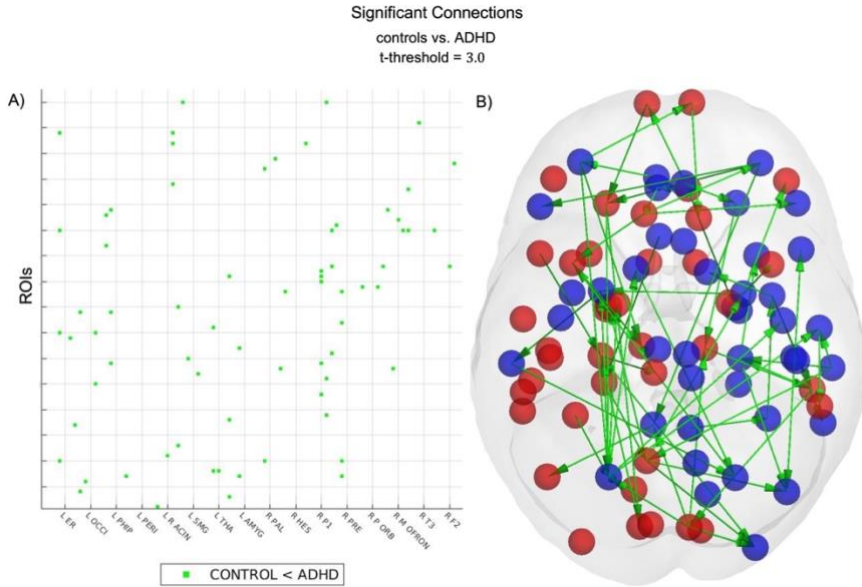 Significant Connections
controls vs. ADHD
t-threshold = 3.0
A)
B)
ROIs
L ER
L OCCI
L PHIP
L PERI
L R ACIN
L SMG
L THA
L AMYG
R PAL
R HES
R P1
R PRE
R P ORB
R M OFRON
R T3
R F2
CONTROL < ADHD